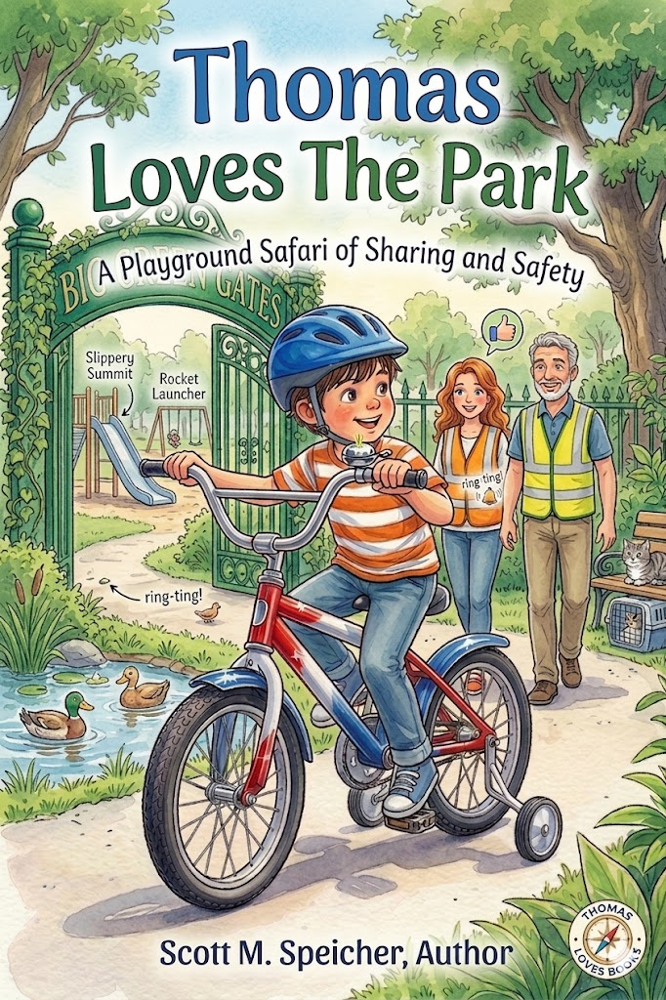 Thomas
Loves The Park
A Playground Safari of Sharing and Safety
GATES
Slippery
Summit
Rocket
Launcher
ring-ting!
ring-ting!
Scott M. Speicher, Author
THOMAS
LOVES BOOKS